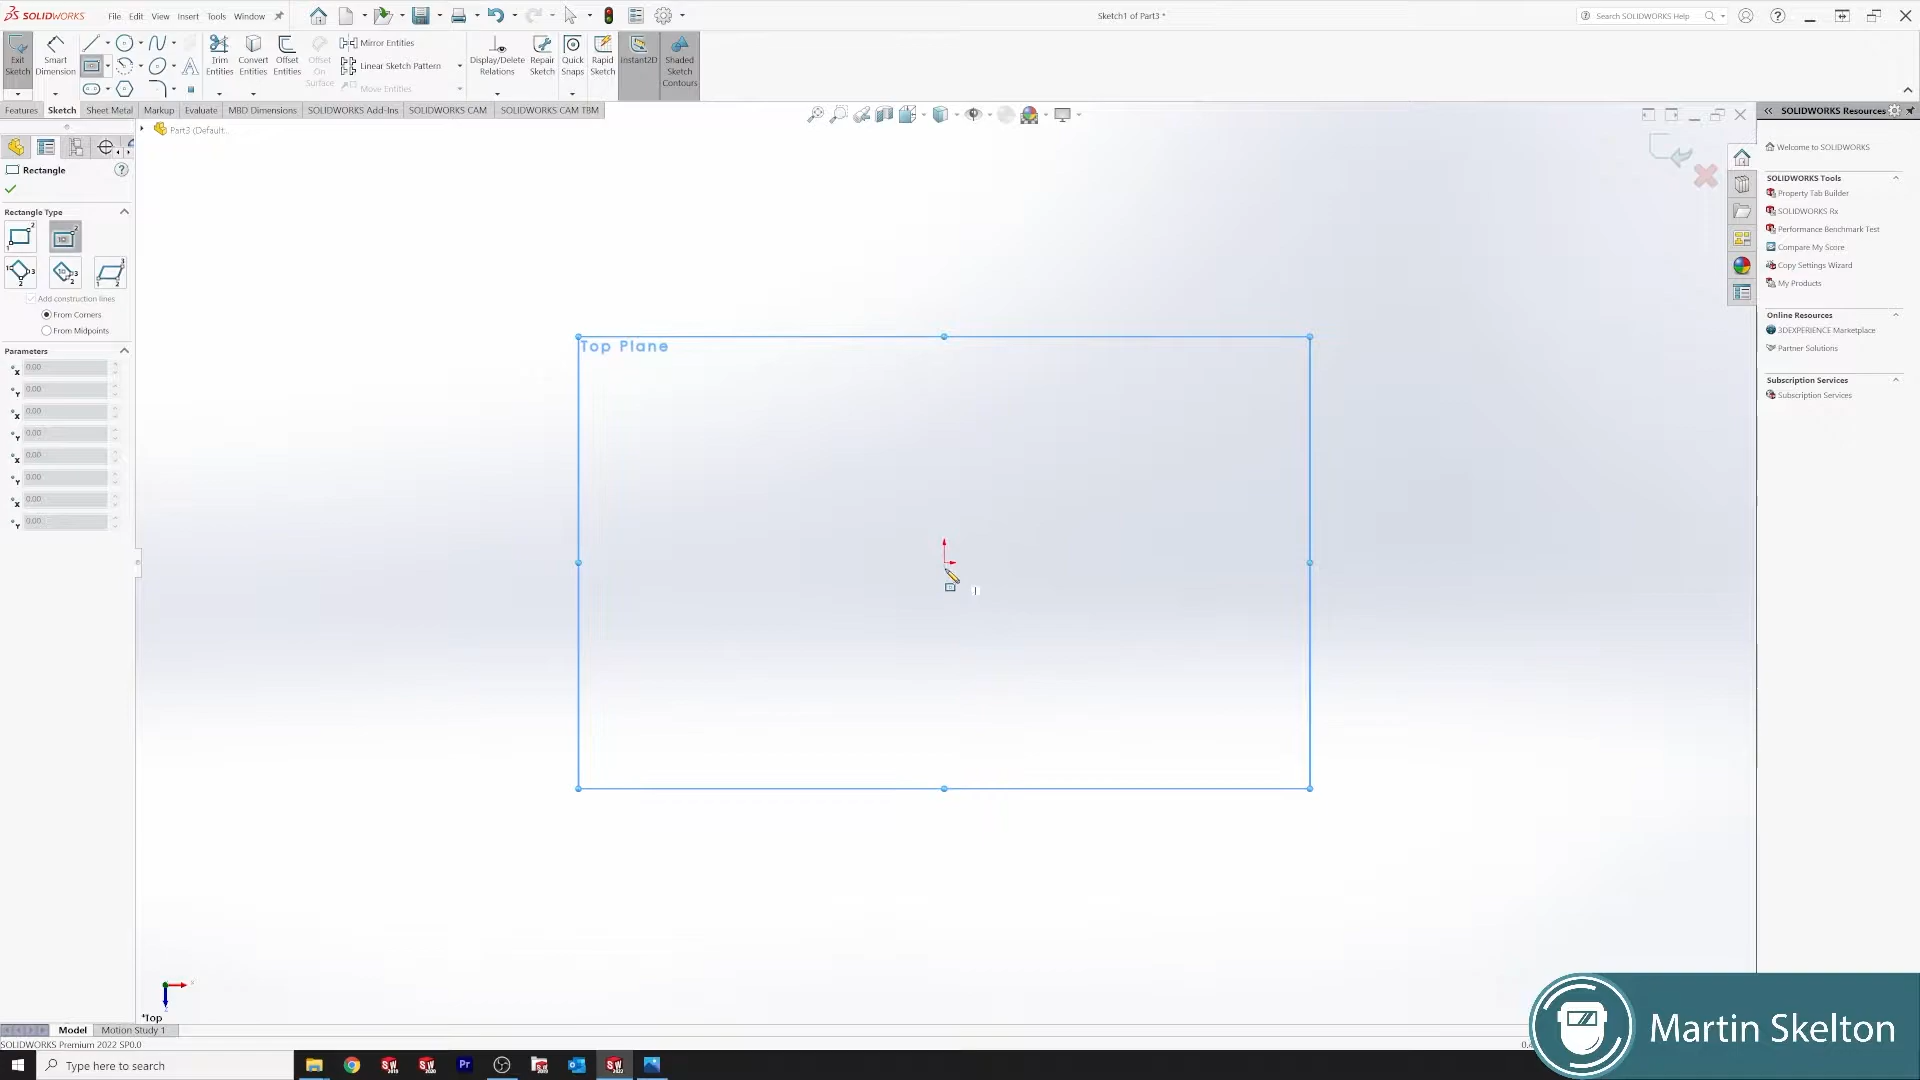 SOLIDWORKS File Edit View Insert Tools Window Sketch1 of Part3 * Search SOLIDWORKS Help
Exit Sketch
Smart Dimension
Trim Entities
Convert Entities
Offset Entities
Offset On Surface
Mirror Entities
Linear Sketch Pattern
Move Entities
Display/Delete Relations
Repair Sketch
Quick Snaps
Rapid Sketch
Instant2D
Shaded Sketch Contours
Features Sketch Sheet Metal Markup Evaluate MBD Dimensions SOLIDWORKS Add-Ins SOLIDWORKS CAM SOLIDWORKS CAM TBM
Part3 (Default...
Rectangle
Rectangle Type
Add construction lines
From Corners
From Midpoints
Parameters
0.00
0.00
0.00
0.00
0.00
0.00
0.00
0.00
Top Plane
*Top
SOLIDWORKS Resources
Welcome to SOLIDWORKS
SOLIDWORKS Tools
Property Tab Builder
SOLIDWORKS Rx
Performance Benchmark Test
Compare My Score
Copy Settings Wizard
My Products
Online Resources
3DEXPERIENCE Marketplace
Partner Solutions
Subscription Services
Subscription Services
Model Motion Study 1
SOLIDWORKS Premium 2022 SP0.0
Type here to search
Martin Skelton